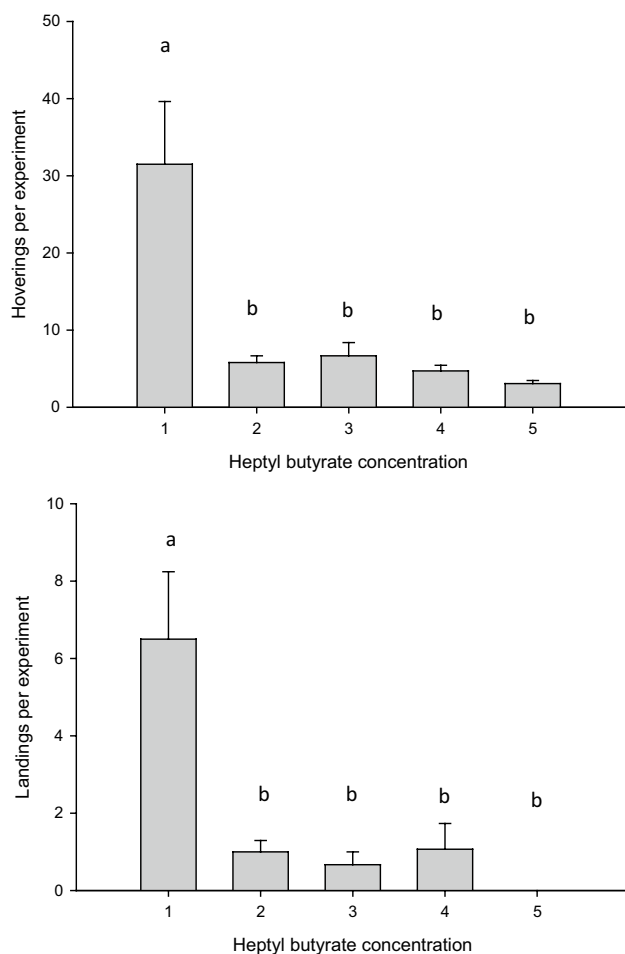 50
a
40
30
20
b b b b
10
0
1 2 3 4 5
Hoverings per experiment
Heptyl butyrate concentration
10
a
8
6
4
b b b b
2
0
1 2 3 4 5
Landings per experiment
Heptyl butyrate concentration